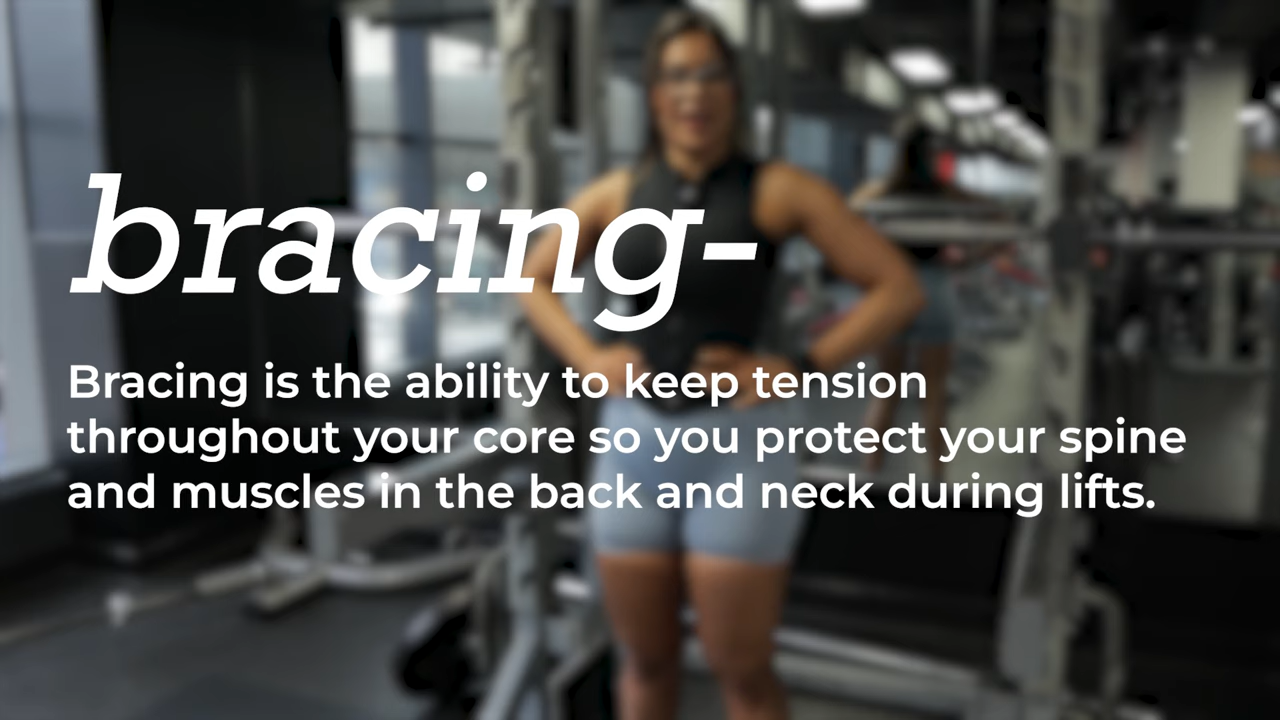 bracing-
Bracing is the ability to keep tension
throughout your core so you protect your spine
and muscles in the back and neck during lifts.